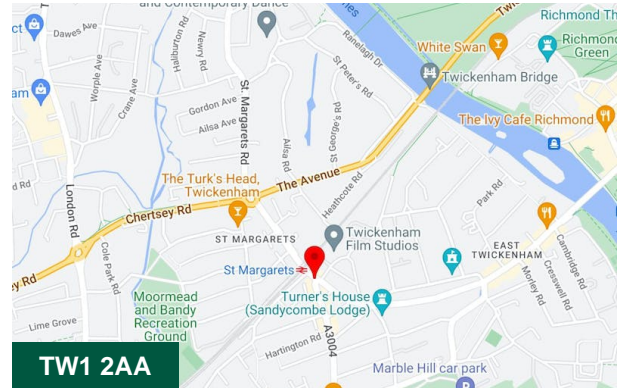 and Contemporary Dance
Dawes Ave
Haliburton Rd
Newry Rd
Worple Ave
Crane Ave
Gordon Ave
Ailsa Ave
St. Margarets Rd
Ailsa Rd
St George's Rd
Ranelagh Dr
St Peter's Rd
White Swan
Twickenham Bridge
Richmond Th
Richmond
Green
The Ivy Cafe Richmond
The Turk's Head,
Twickenham
The Avenue
Heathcote Rd
Park Rd
London Rd
Chertsey Rd
ey Rd
Cole Park Rd
ST MARGARETS
St Margarets
Twickenham
Film Studios
EAST
TWICKENHAM
Cambridge Rd
Cresswell Rd
Morley Rd
Turner's House
(Sandycombe Lodge)
Moormead
and Bandy
Recreation
Ground
Lime Grove
Hartington Rd
A3004
Marble Hill car park
TW1 2AA